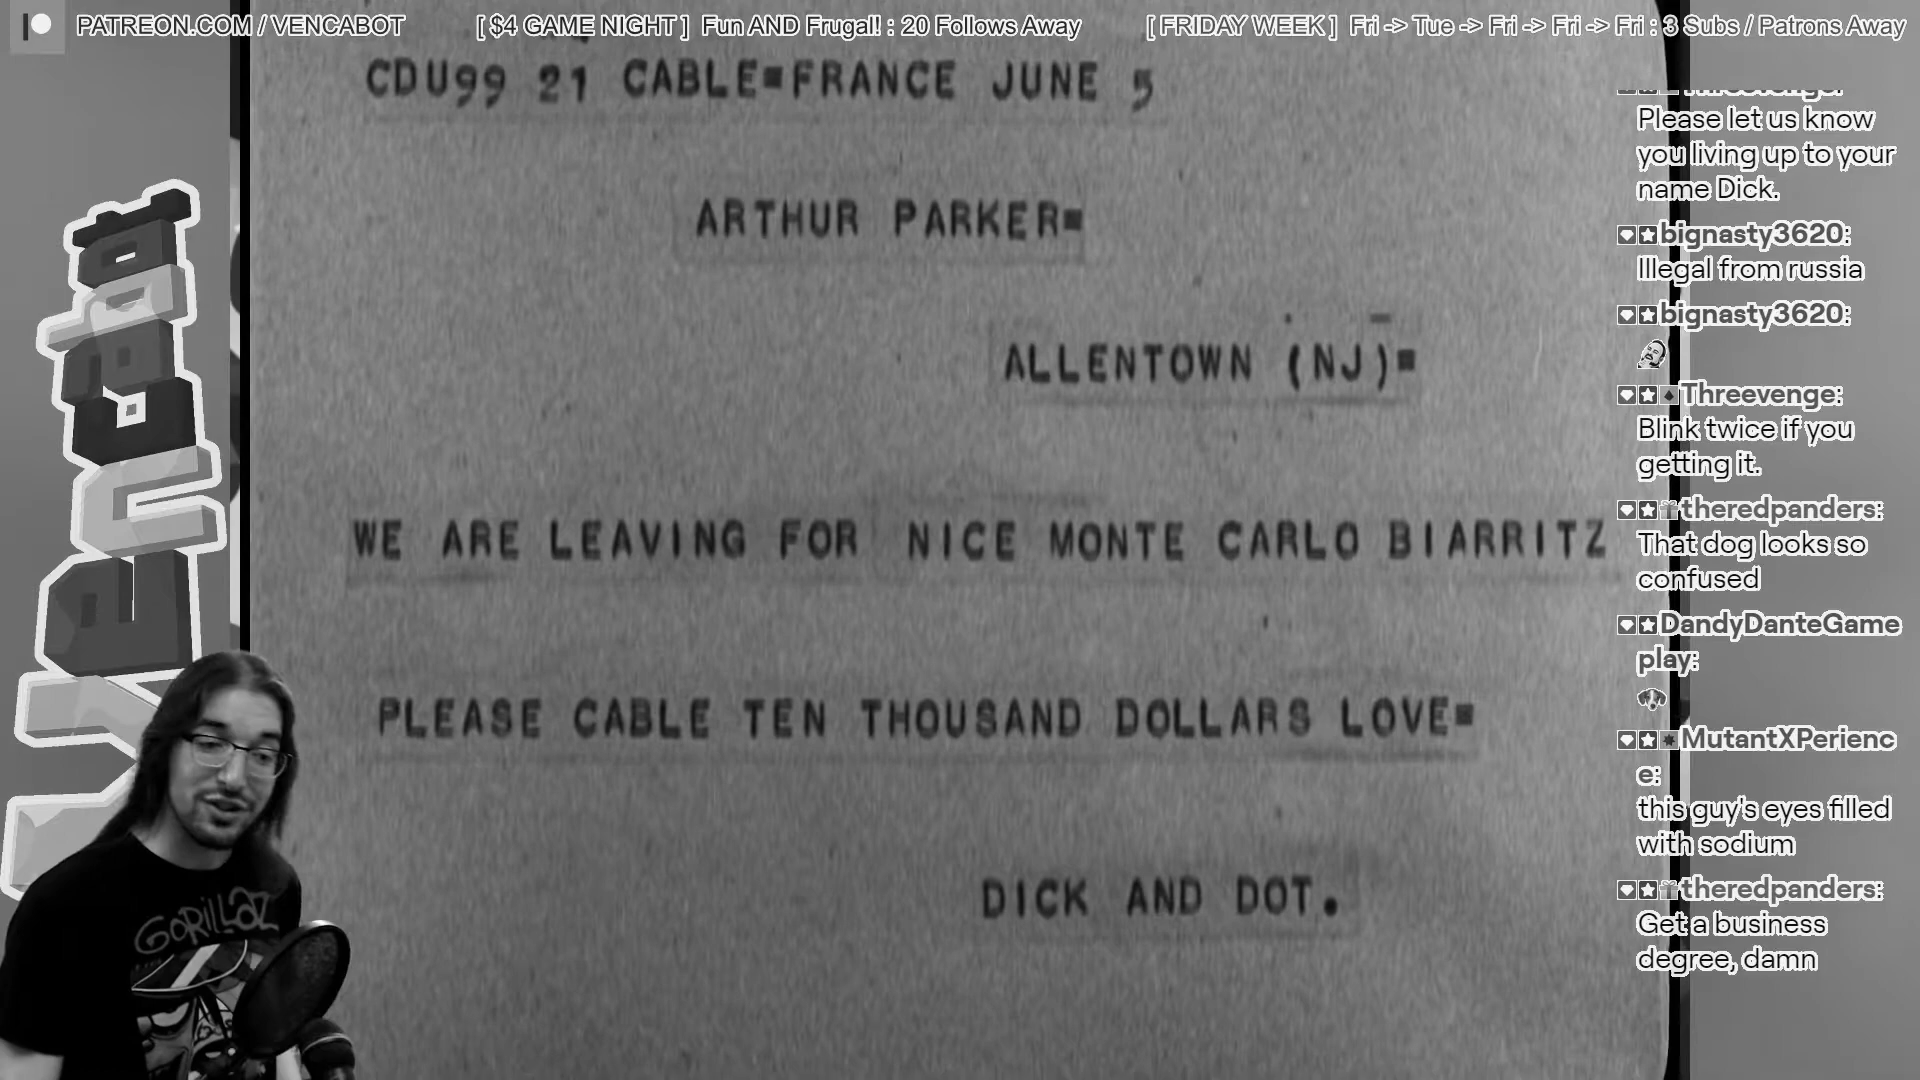 PATREON.COM / VENCABOT
[ $4 GAME NIGHT ] Fun AND Frugal! : 20 Follows Away
[ FRIDAY WEEK ] Fri -> Tue -> Fri -> Fri -> Fri : 3 Subs / Patrons Away
CDU99 21 CABLE=FRANCE JUNE 5
ARTHUR PARKER=
ALLENTOWN (NJ)=
WE ARE LEAVING FOR NICE MONTE CARLO BIARRITZ
PLEASE CABLE TEN THOUSAND DOLLARS LOVE=
DICK AND DOT.
Vencabot
GORILLAZ
Threevenge:
Please let us know
you living up to your
name Dick.
bignasty3620:
Illegal from russia
bignasty3620:
Threevenge:
Blink twice if you
getting it.
theredpanders:
That dog looks so
confused
DandyDanteGame
play:
MutantXPerienc
e:
this guy's eyes filled
with sodium
theredpanders:
Get a business
degree, damn